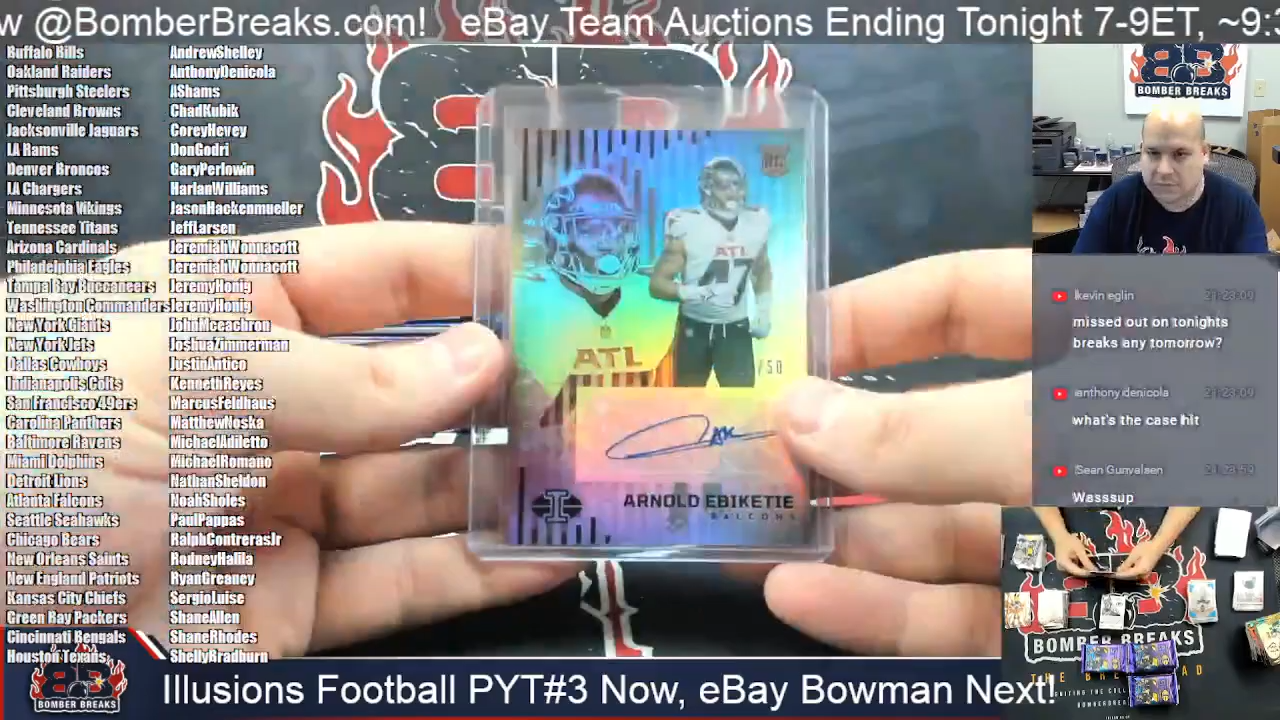 w @BomberBreaks.com! eBay Team Auctions Ending Tonight 7-9ET, ~9:3
Buffalo Bills AndrewShelley
Oakland Raiders AnthonyDenicola
Pittsburgh Steelers AShams
Cleveland Browns ChadKubik
Jacksonville Jaguars CoreyHevey
LA Rams DonGodri
Denver Broncos GaryPerlowin
LA Chargers HarlanWilliams
Minnesota Vikings JasonHackenmueller
Tennessee Titans JeffLarsen
Arizona Cardinals JeremiahWonnacott
Philadelphia Eagles JeremiahWonnacott
Tampa Bay Buccaneers JeremyHonig
Washington Commanders JeremyHonig
New York Giants JohnMceachron
New York Jets JoshuaZimmerman
Dallas Cowboys JustinAntico
Indianapolis Colts KennethReyes
San Francisco 49ers MarcusFeldhaus
Carolina Panthers MatthewNoska
Baltimore Ravens MichaelAdiletto
Miami Dolphins MichaelRomano
Detroit Lions NathanSheldon
Atlanta Falcons NoahSholes
Seattle Seahawks PaulPappas
Chicago Bears RalphContrerasJr
New Orleans Saints RodneyHalila
New England Patriots RyanGreaney
Kansas City Chiefs SergioLuise
Green Bay Packers ShaneAllen
Cincinnati Bengals ShaneRhodes
Houston Texans ShellyBradburn
RC
ATL
47
ATL
/50
ARNOLD EBIKETIE
FALCONS
BOMBER BREAKS
kevin eglin 21:23:09
missed out on tonights
breaks any tomorrow?
anthony denicola
what's the case hit
Sean Gunvalsen
Wasssup
BOMBER BREAKS
BOMBER BREAKS
Illusions Football PYT#3 Now, eBay Bowman Next!